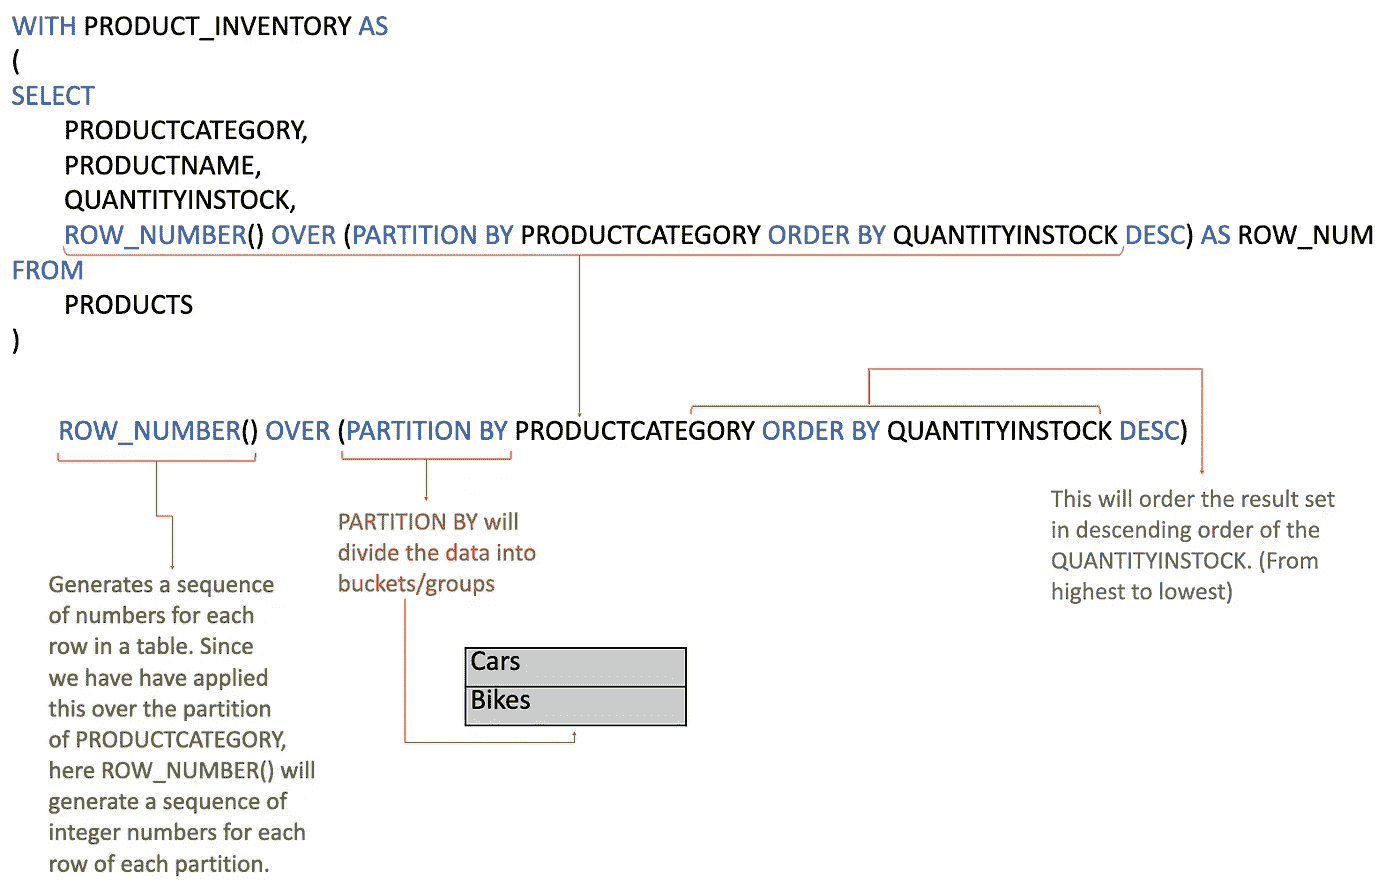 WITH PRODUCT_INVENTORY AS
(
SELECT
PRODUCTCATEGORY,
PRODUCTNAME,
QUANTITYINSTOCK,
ROW_NUMBER() OVER (PARTITION BY PRODUCTCATEGORY ORDER BY QUANTITYINSTOCK DESC) AS ROW_NUM
FROM
PRODUCTS
)
ROW_NUMBER() OVER (PARTITION BY PRODUCTCATEGORY ORDER BY QUANTITYINSTOCK DESC)
Generates a sequence
of numbers for each
row in a table. Since
we have have applied
this over the partition
of PRODUCTCATEGORY,
here ROW_NUMBER() will
generate a sequence of
integer numbers for each
row of each partition.
PARTITION BY will
divide the data into
buckets/groups
Cars
Bikes
This will order the result set
in descending order of the
QUANTITYINSTOCK. (From
highest to lowest)